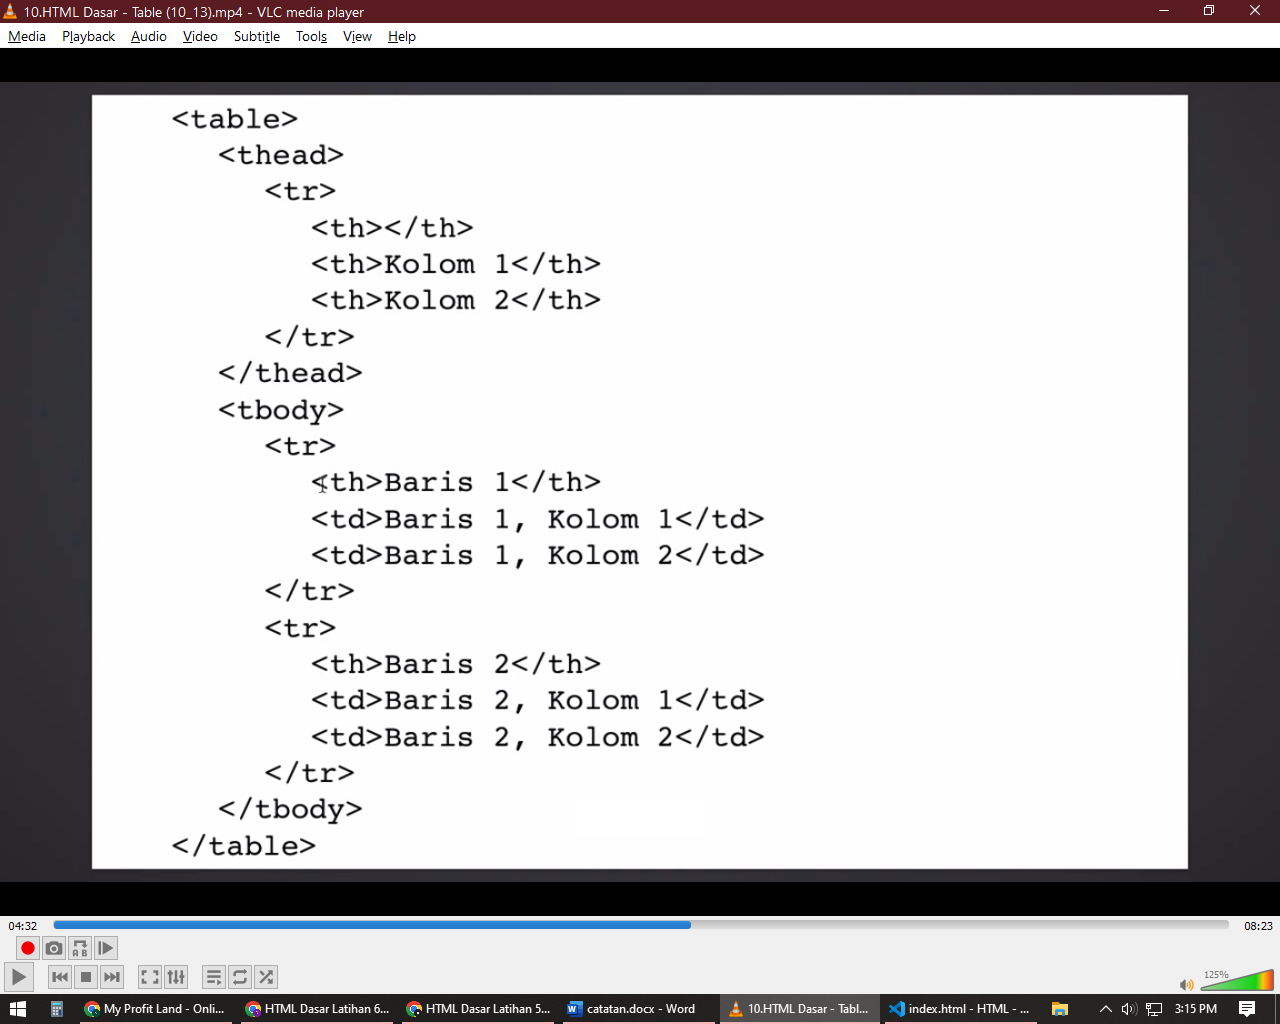 10.HTML Dasar - Table (10_13).mp4 - VLC media player
Media Playback Audio Video Subtitle Tools View Help
<table>
<thead>
<tr>
<th></th>
<th>Kolom 1</th>
<th>Kolom 2</th>
</tr>
</thead>
<tbody>
<tr>
<th>Baris 1</th>
<td>Baris 1, Kolom 1</td>
<td>Baris 1, Kolom 2</td>
</tr>
<tr>
<th>Baris 2</th>
<td>Baris 2, Kolom 1</td>
<td>Baris 2, Kolom 2</td>
</tr>
</tbody>
</table>
04:32 08:23
A B
125%
My Profit Land - Onli... HTML Dasar Latihan 6... HTML Dasar Latihan 5... catatan.docx - Word 10.HTML Dasar - Tabl... index.html - HTML - ... 3:15 PM